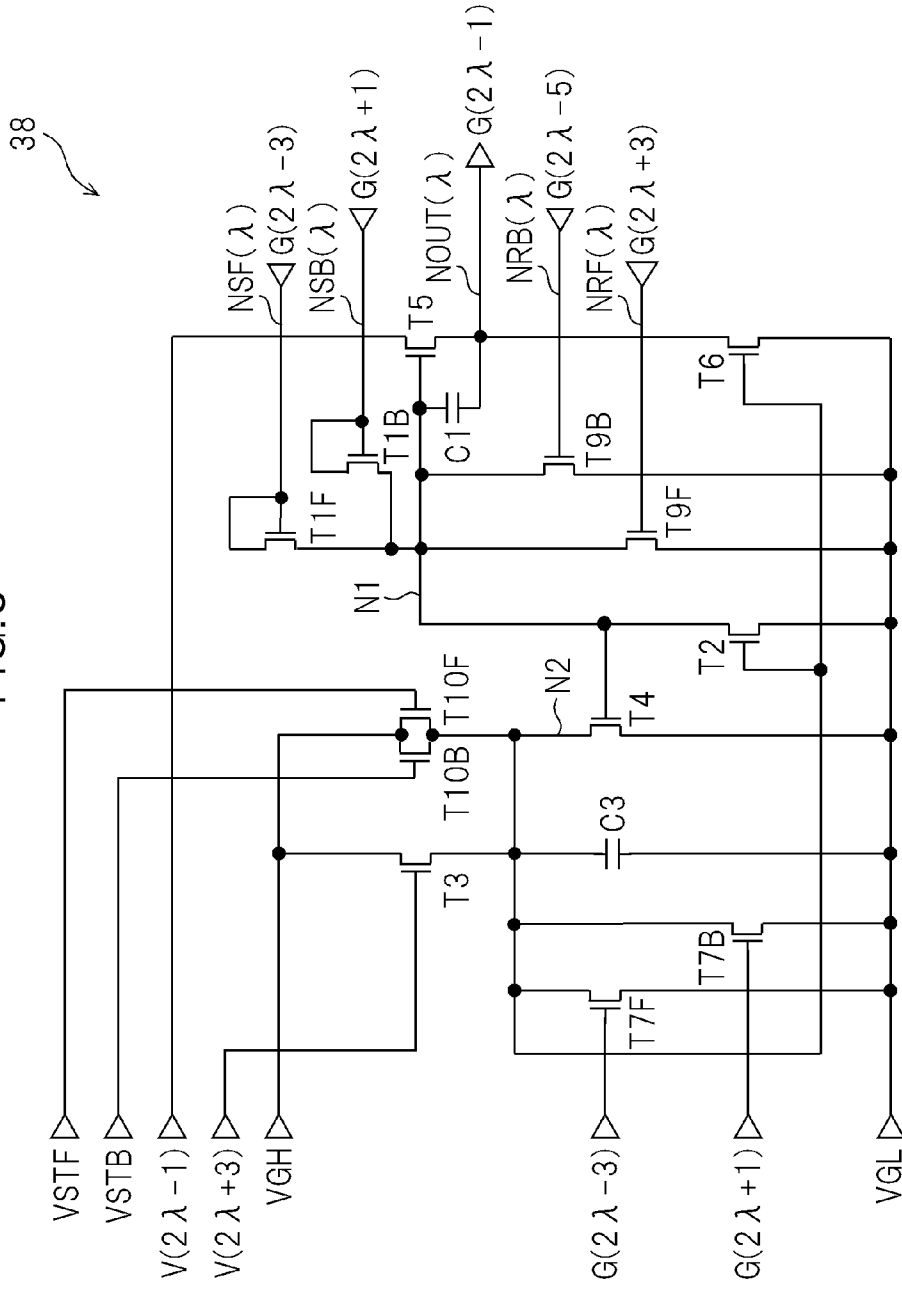 38
VSTF
VSTB
V(2λ-1)
V(2λ+3)
VGH
G(2λ-3)
G(2λ+1)
VGL
T10B
T10F
T3
N2
N1
T4
C3
T7B
T7F
T2
T1F
T1B
T5
C1
T9B
T9F
T6
NSF(λ)
G(2λ-3)
NSB(λ)
G(2λ+1)
NOUT(λ)
G(2λ-1)
NRB(λ)
G(2λ-5)
NRF(λ)
G(2λ+3)